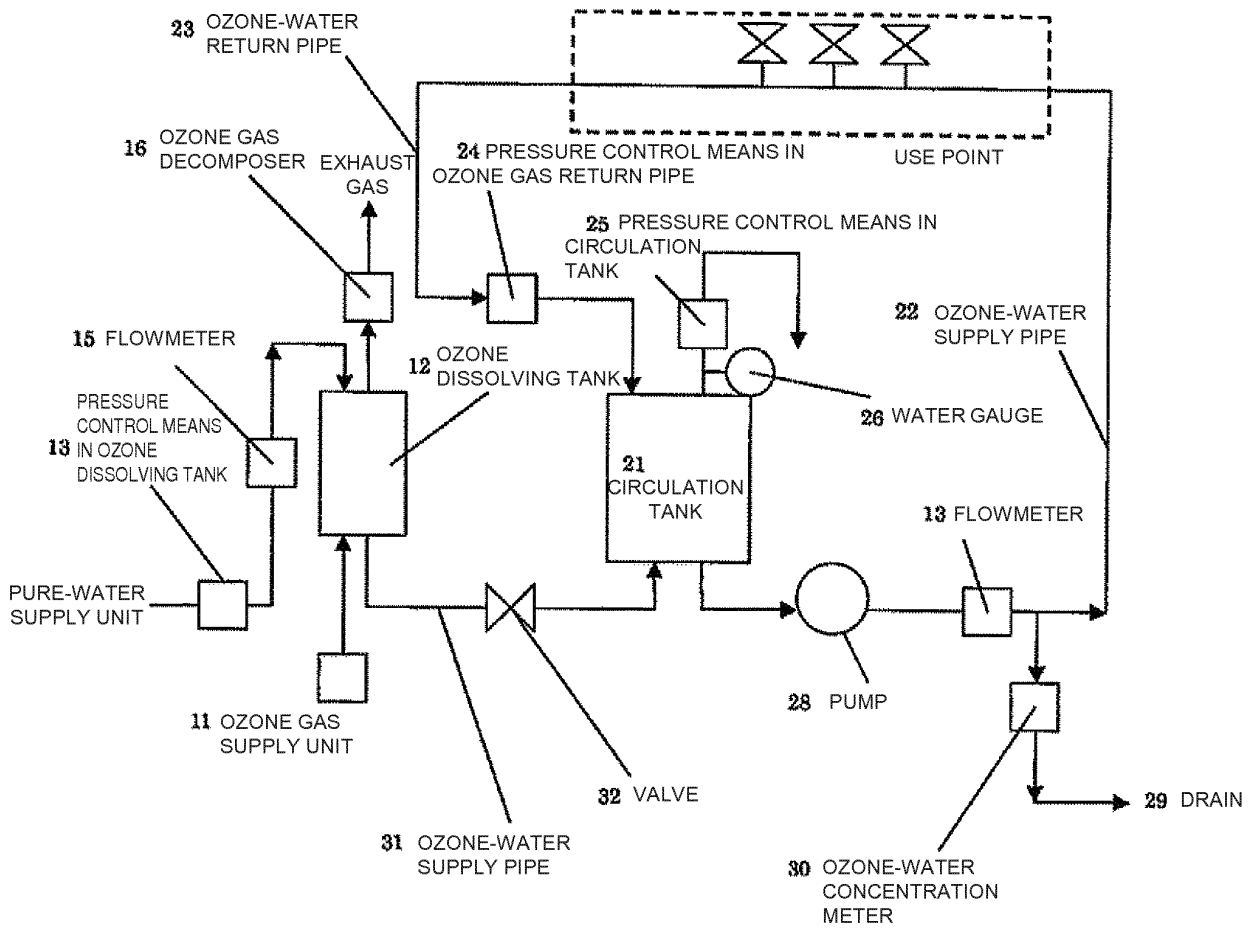 23 OZONE-WATER
RETURN PIPE
16 OZONE GAS
DECOMPOSER
EXHAUST
GAS
24 PRESSURE CONTROL MEANS IN
OZONE GAS RETURN PIPE
USE POINT
25 PRESSURE CONTROL MEANS IN
CIRCULATION
TANK
15 FLOWMETER
12 OZONE
DISSOLVING TANK
22 OZONE-WATER
SUPPLY PIPE
PRESSURE
CONTROL MEANS
13 IN OZONE
DISSOLVING TANK
26 WATER GAUGE
21
CIRCULATION
TANK
13 FLOWMETER
PURE-WATER
SUPPLY UNIT
11 OZONE GAS
SUPPLY UNIT
28 PUMP
32 VALVE
29 DRAIN
31 OZONE-WATER
SUPPLY PIPE
30 OZONE-WATER
CONCENTRATION
METER